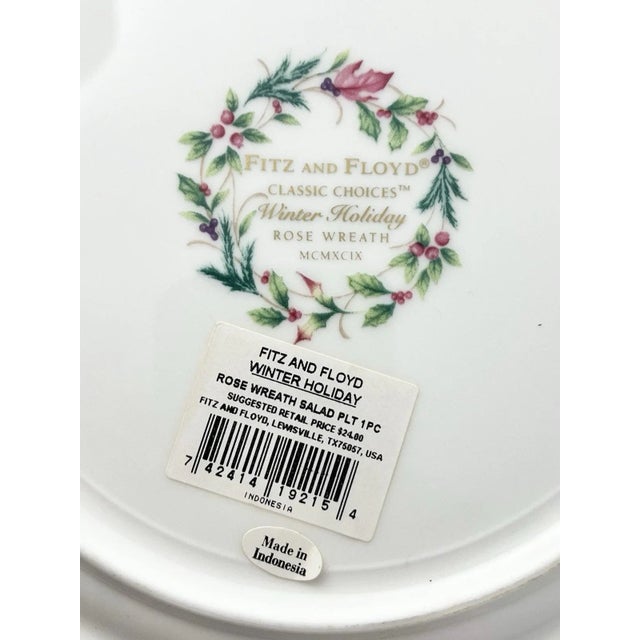 FITZ AND FLOYD®
CLASSIC CHOICES™
Winter Holiday
ROSE WREATH
MCMXCIX
FITZ AND FLOYD
WINTER HOLIDAY
ROSE WREATH SALAD PLT 1PC
SUGGESTED RETAIL PRICE $24.00
FITZ AND FLOYD, LEWISVILLE, TX75057, USA
7 42414 19215 4
INDONESIA
Made in
Indonesia